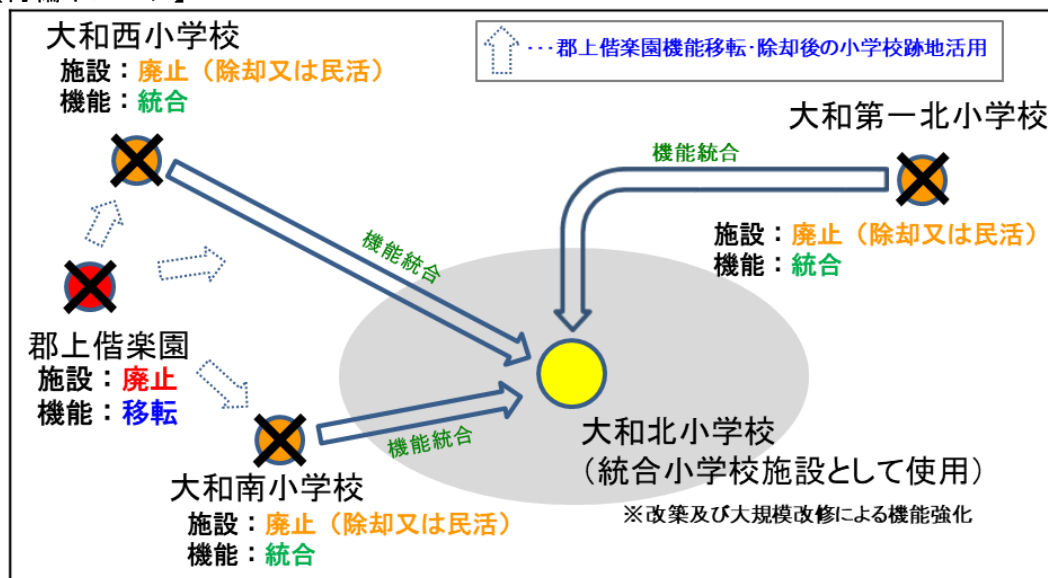 大和西小学校
施設：廃止（除却又は民活）
機能：統合
･･･郡上偕楽園機能移転･除却後の小学校跡地活用
大和第一北小学校
機能統合
施設：廃止（除却又は民活）
機能：統合
機能統合
郡上偕楽園
施設：廃止
機能：移転
機能統合
大和南小学校
施設：廃止（除却又は民活）
機能：統合
大和北小学校
（統合小学校施設として使用）
※改築及び大規模改修による機能強化